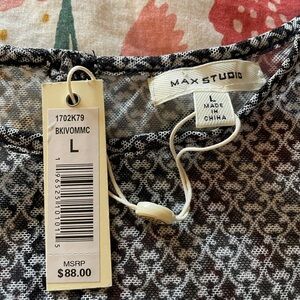 1702K79
BKIVOMMC
L
MSRP
$88.00
MAX STUDIO
L
MADE
IN
CHINA